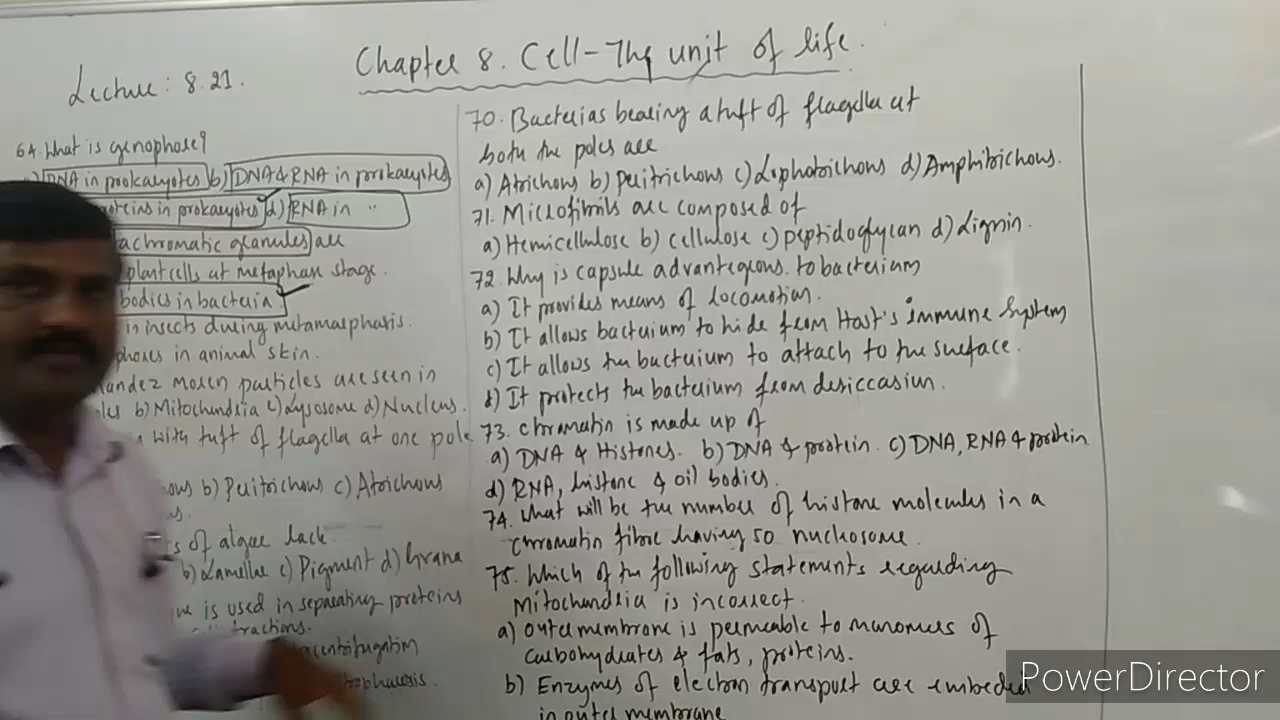 Chapter 8. Cell-The unit of life.
Lecture: 8.21.
64. What is genophore?
DNA in prokaryotes b) DNA & RNA in prokaryotes
proteins in prokaryotes d) RNA in "
achromatic granules are
plant cells at metaphase stage.
bodies in bacteria
in insects during metamorphosis.
phores in animal skin.
andez moren particles are seen in
b) Mitochondria c) Lysosome d) Nucleus.
with tuft of flagella at one pole
b) Peritrichous c) Atrichous
of algae lack
b) Lamellae c) Pigment d) Grana
is used in separating proteins
fractions.
70. Bacterias bearing a tuft of flagella at
both the poles are
a) Atrichous b) Peritrichous c) Lophotrichous d) Amphitrichous.
71. Microfibrils are composed of
a) Hemicellulose b) Cellulose c) peptidoglycan d) Lignin.
72. Why is capsule advantegeous to bacterium
a) It provides means of locomotion.
b) It allows bacterium to hide from Host's immune System
c) It allows the bacterium to attach to the surface.
d) It protects the bacterium from desiccasion.
73. Chromatin is made up of
a) DNA & Histones. b) DNA & protein. c) DNA, RNA & protein
d) RNA, histone & oil bodies.
74. What will be the number of histone molecules in a
chromatin fibre having 50 nucleosome.
75. Which of the following statements regarding
Mitochondria is incorrect.
a) Outer membrane is permeable to monomers of
carbohydrates & fats, proteins.
b) Enzymes of electron transport are embeded
in outer membrane
PowerDirector